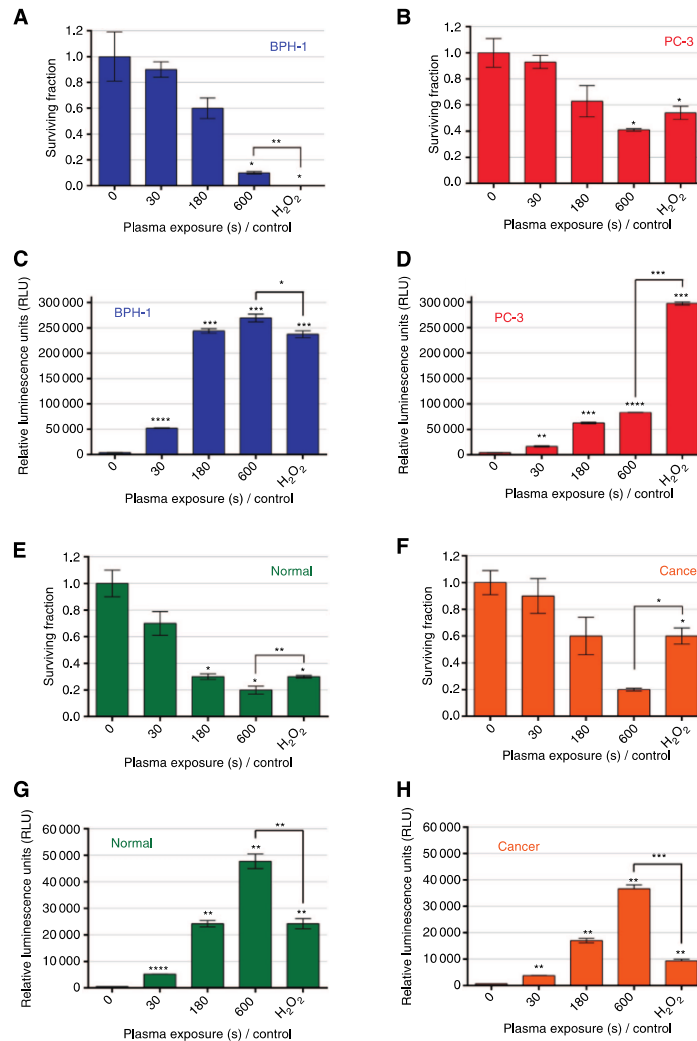 A
BPH-1
Surviving fraction
1.2
1.0
0.8
0.6
0.4
0.2
0.0
**
*
*
0
30
180
600
H₂O₂
Plasma exposure (s) / control
B
PC-3
Surviving fraction
1.2
1.0
0.8
0.6
0.4
0.2
0.0
*
*
0
30
180
600
H₂O₂
Plasma exposure (s) / control
C
BPH-1
Relative luminescence units (RLU)
300 000
250 000
200 000
150 000
100 000
50 000
0
*
****
***
***
***
0
30
180
600
H₂O₂
Plasma exposure (s) / control
D
PC-3
Relative luminescence units (RLU)
300 000
250 000
200 000
150 000
100 000
50 000
0
***
**
***
****
***
0
30
180
600
H₂O₂
Plasma exposure (s) / control
E
Normal
Surviving fraction
1.2
1.0
0.8
0.6
0.4
0.2
0.0
**
*
*
*
0
30
180
600
H₂O₂
Plasma exposure (s) / control
F
Cancer
Surviving fraction
1.2
1.0
0.8
0.6
0.4
0.2
0.0
*
*
0
30
180
600
H₂O₂
Plasma exposure (s) / control
G
Normal
Relative luminescence units (RLU)
60 000
50 000
40 000
30 000
20 000
10 000
0
**
****
**
**
**
0
30
180
600
H₂O₂
Plasma exposure (s) / control
H
Cancer
Relative luminescence units (RLU)
60 000
50 000
40 000
30 000
20 000
10 000
0
***
**
**
**
**
0
30
180
600
H₂O₂
Plasma exposure (s) / control